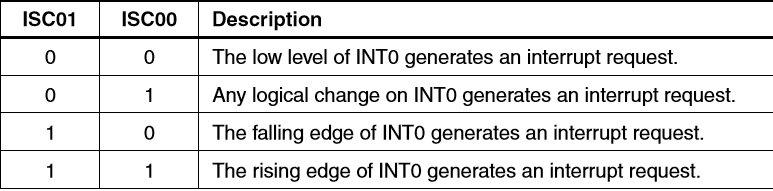 ISC01 ISC00 Description
0 0 The low level of INT0 generates an interrupt request.
0 1 Any logical change on INT0 generates an interrupt request.
1 0 The falling edge of INT0 generates an interrupt request.
1 1 The rising edge of INT0 generates an interrupt request.